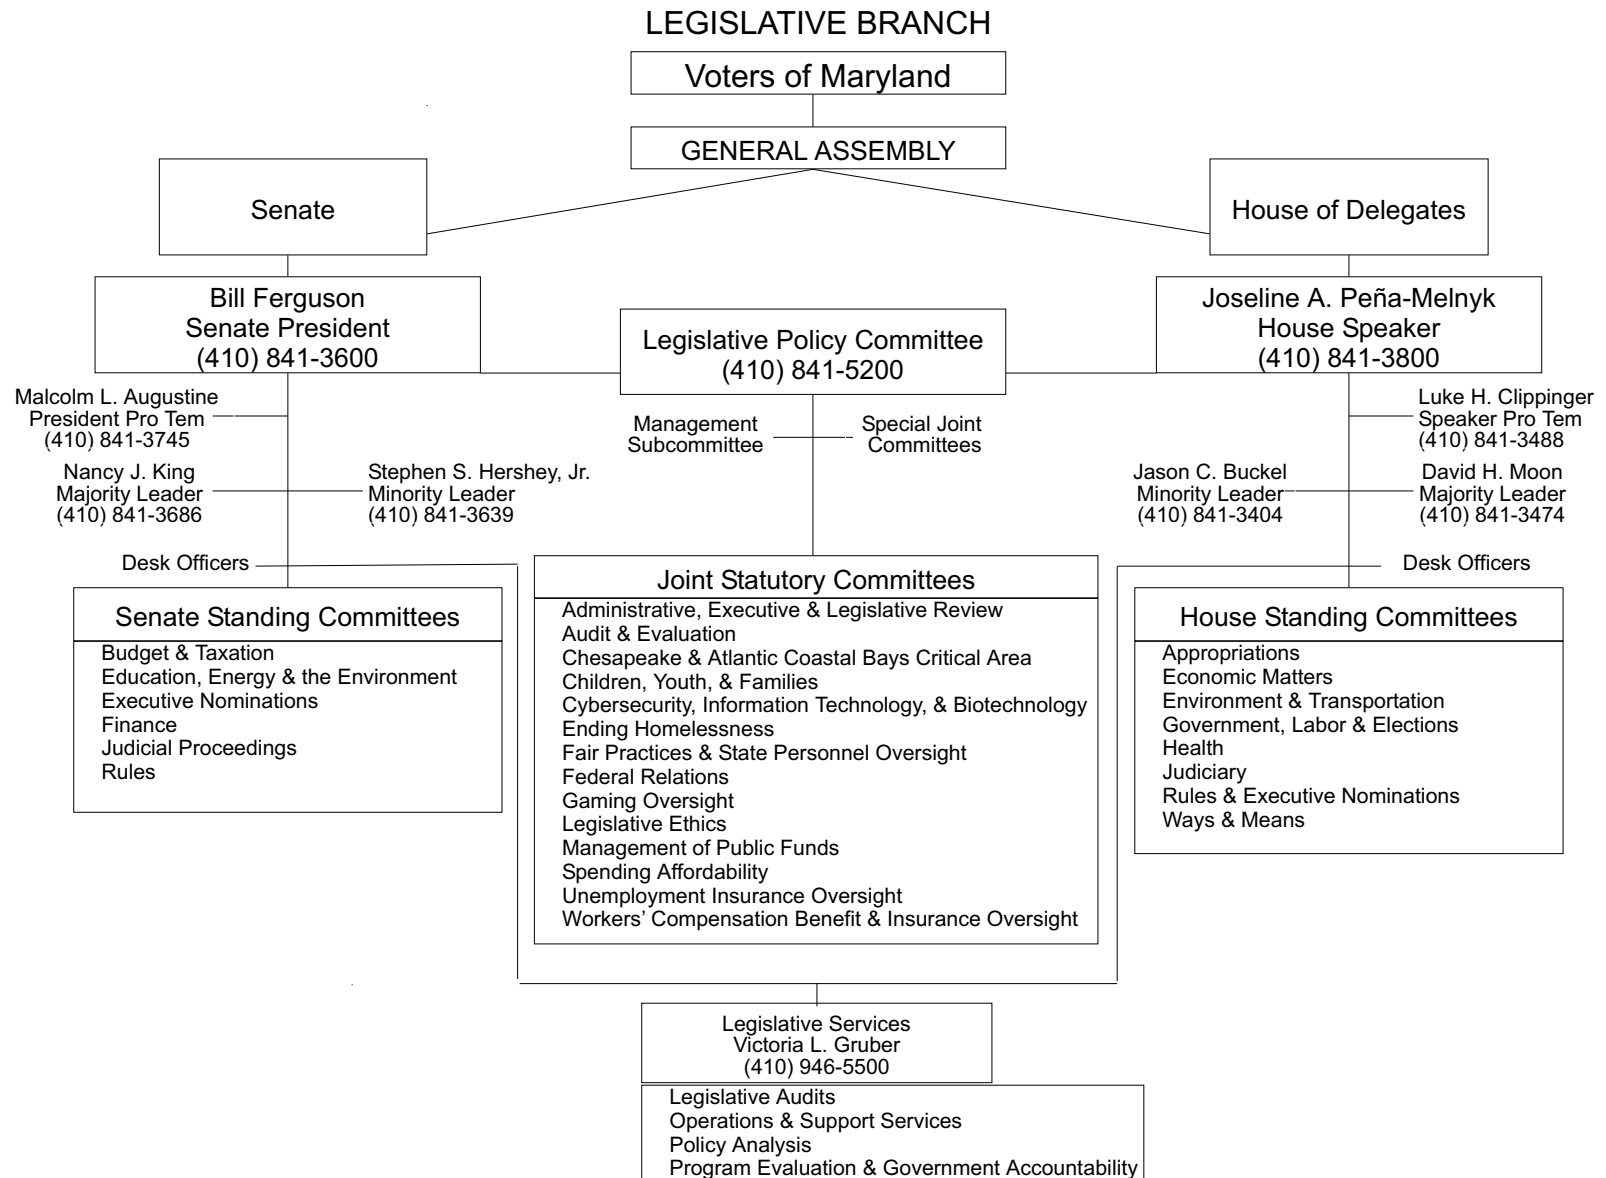 LEGISLATIVE BRANCH
Voters of Maryland
GENERAL ASSEMBLY
Senate
House of Delegates
Bill Ferguson
Senate President
(410) 841-3600
Legislative Policy Committee
(410) 841-5200
Joseline A. Peña-Melnyk
House Speaker
(410) 841-3800
Malcolm L. Augustine
President Pro Tem
(410) 841-3745
Nancy J. King
Majority Leader
(410) 841-3686
Stephen S. Hershey, Jr.
Minority Leader
(410) 841-3639
Management
Subcommittee
Special Joint
Committees
Luke H. Clippinger
Speaker Pro Tem
(410) 841-3488
Jason C. Buckel
Minority Leader
(410) 841-3404
David H. Moon
Majority Leader
(410) 841-3474
Desk Officers
Desk Officers
Senate Standing Committees
Budget & Taxation
Education, Energy & the Environment
Executive Nominations
Finance
Judicial Proceedings
Rules
Joint Statutory Committees
Administrative, Executive & Legislative Review
Audit & Evaluation
Chesapeake & Atlantic Coastal Bays Critical Area
Children, Youth, & Families
Cybersecurity, Information Technology, & Biotechnology
Ending Homelessness
Fair Practices & State Personnel Oversight
Federal Relations
Gaming Oversight
Legislative Ethics
Management of Public Funds
Spending Affordability
Unemployment Insurance Oversight
Workers’ Compensation Benefit & Insurance Oversight
House Standing Committees
Appropriations
Economic Matters
Environment & Transportation
Government, Labor & Elections
Health
Judiciary
Rules & Executive Nominations
Ways & Means
Legislative Services
Victoria L. Gruber
(410) 946-5500
Legislative Audits
Operations & Support Services
Policy Analysis
Program Evaluation & Government Accountability